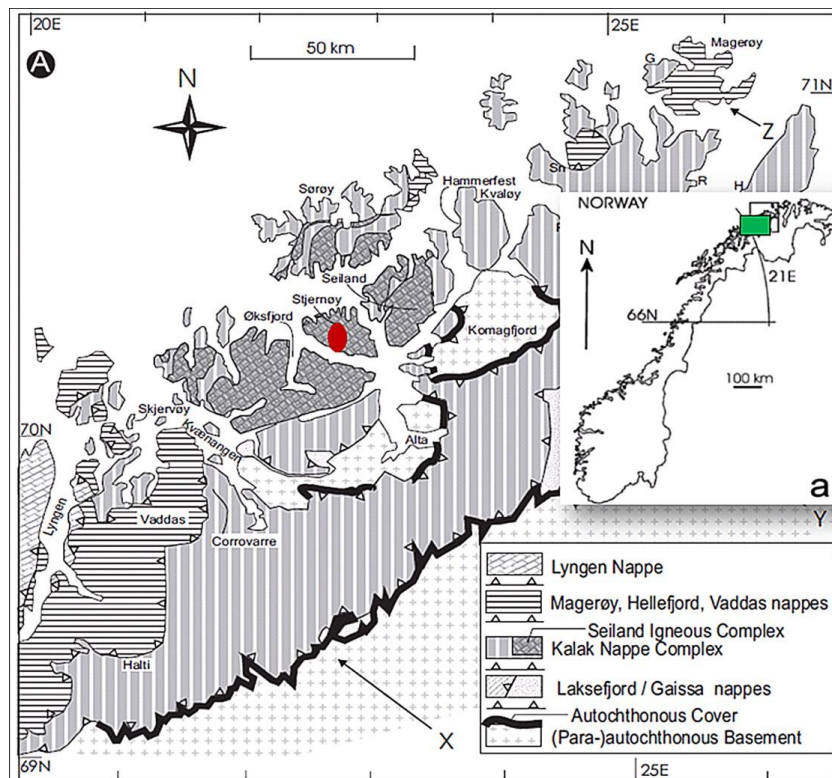 20E
25E
50 km
A
N
G
Magerøy
71N
Z
Sørøy
Hammerfest
Kvaløy
Sn
R
H
NORWAY
N
21E
66N
100 km
a
Seiland
Stjernøy
Øksfjord
Komagfjord
Skjervøy
Kvænangen
70N
Alta
Lyngen
Vaddas
Corrovarre
Y
Halti
X
Lyngen Nappe
Magerøy, Hellefjord, Vaddas nappes
Seiland Igneous Complex
Kalak Nappe Complex
Laksefjord / Gaissa nappes
Autochthonous Cover
(Para-)autochthonous Basement
69N
25E